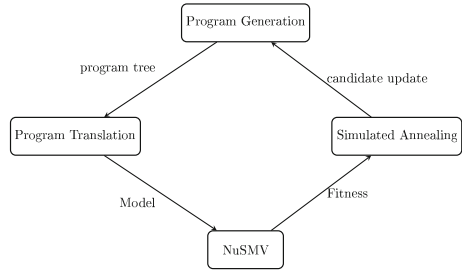 Program Generation
program tree
candidate update
Program Translation
Simulated Annealing
Model
Fitness
NuSMV